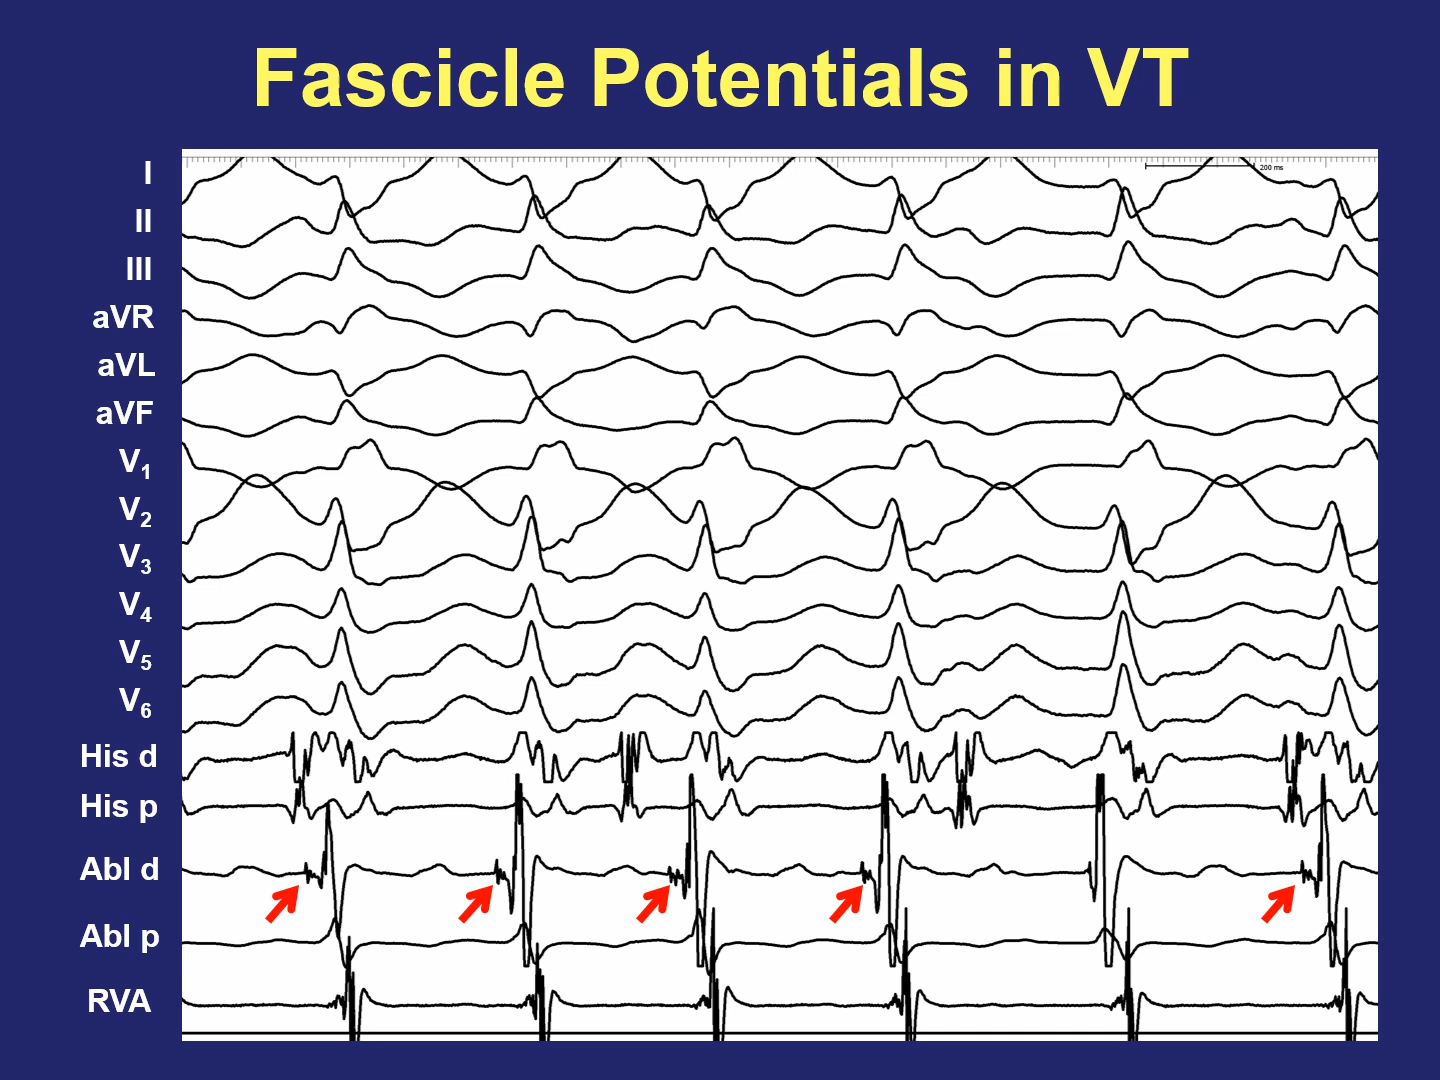 Fascicle Potentials in VT
200 ms
I
II
III
aVR
aVL
aVF
V1
V2
V3
V4
V5
V6
His d
His p
Abl d
Abl p
RVA